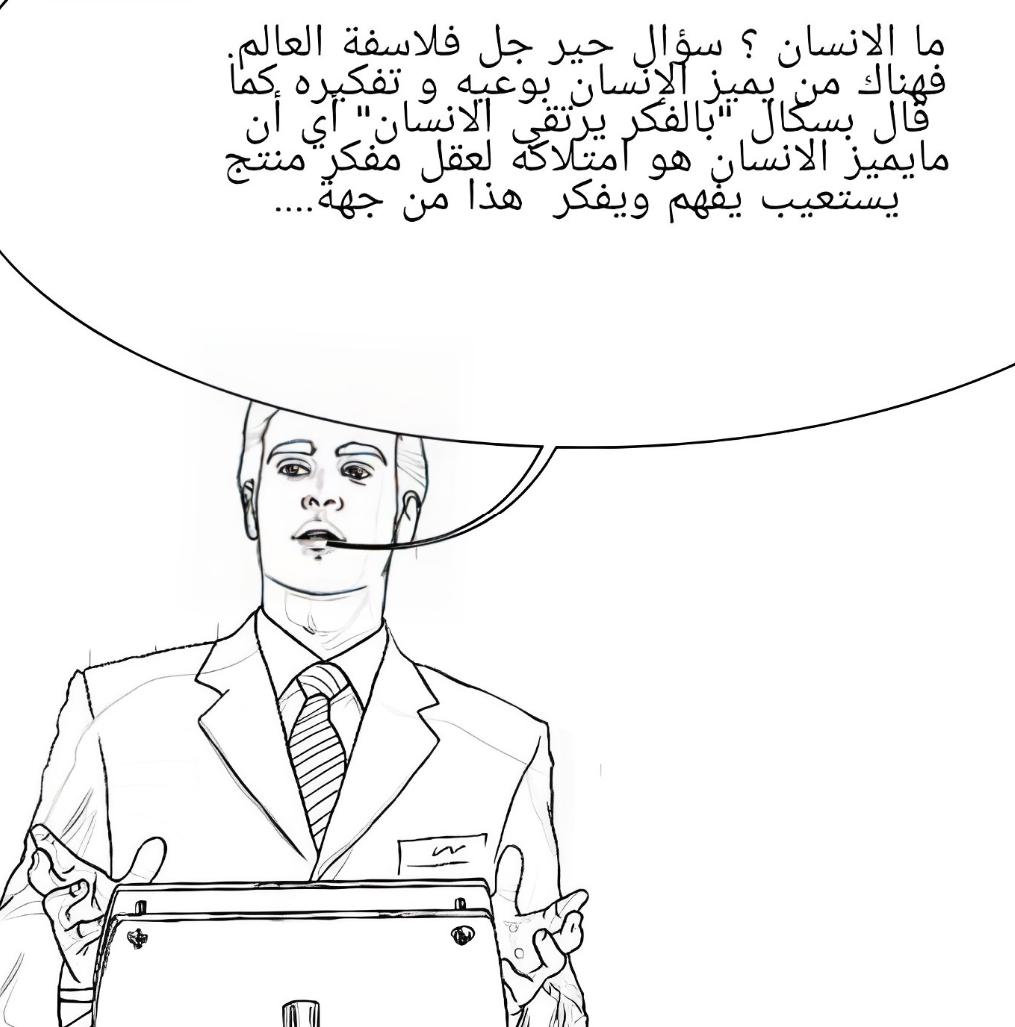 ما الانسان ؟ سؤال حير جل فلاسفة العالم.
فهناك من يميز الإنسان بوعيه و تفكيره كما
قال بسكال "بالفكر يرتقي الانسان" أي أن
مايميز الانسان هو امتلاكه لعقل مفكر منتج
يستعيب يفهم ويفكر هذا من جهة....